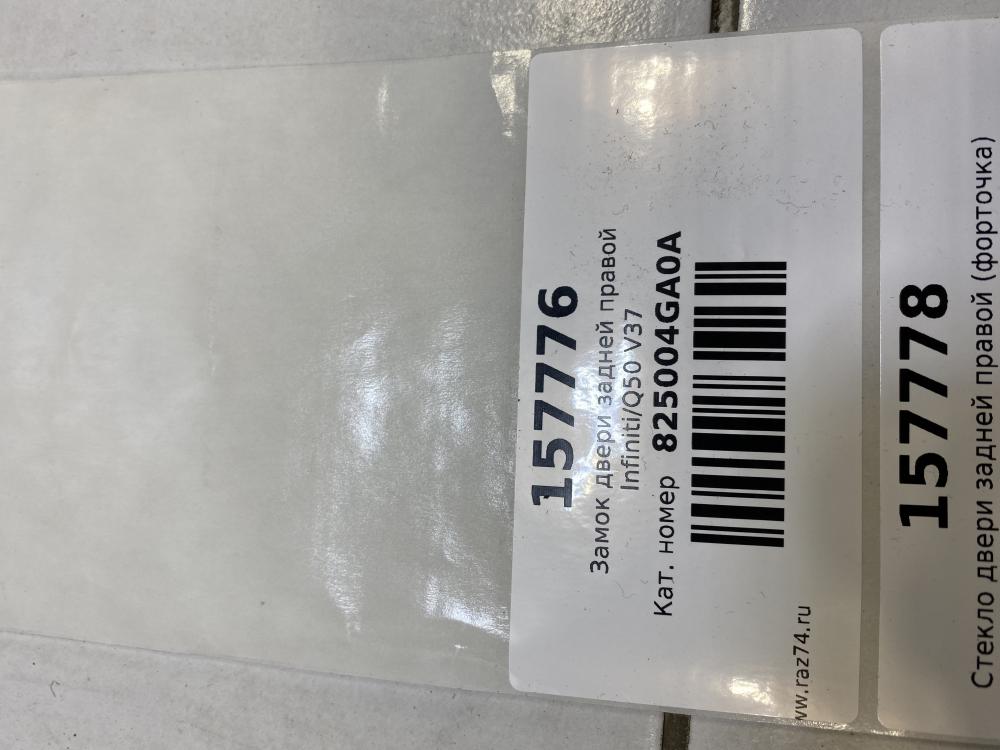 157776
Замок двери задней правой
Infiniti/Q50 V37
Кат. номер 825004GA0A
ww.raz74.ru
157778
Стекло двери задней правой (форточка)